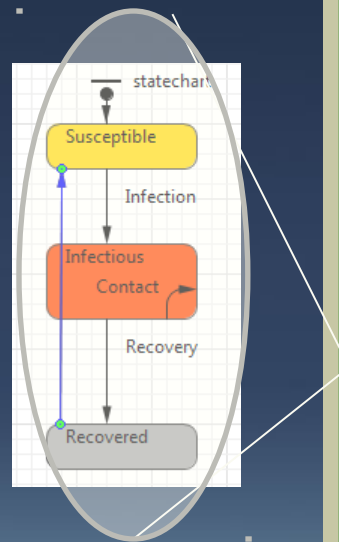 statechart
Susceptible
Infection
Infectious
Contact
Recovery
Recovered